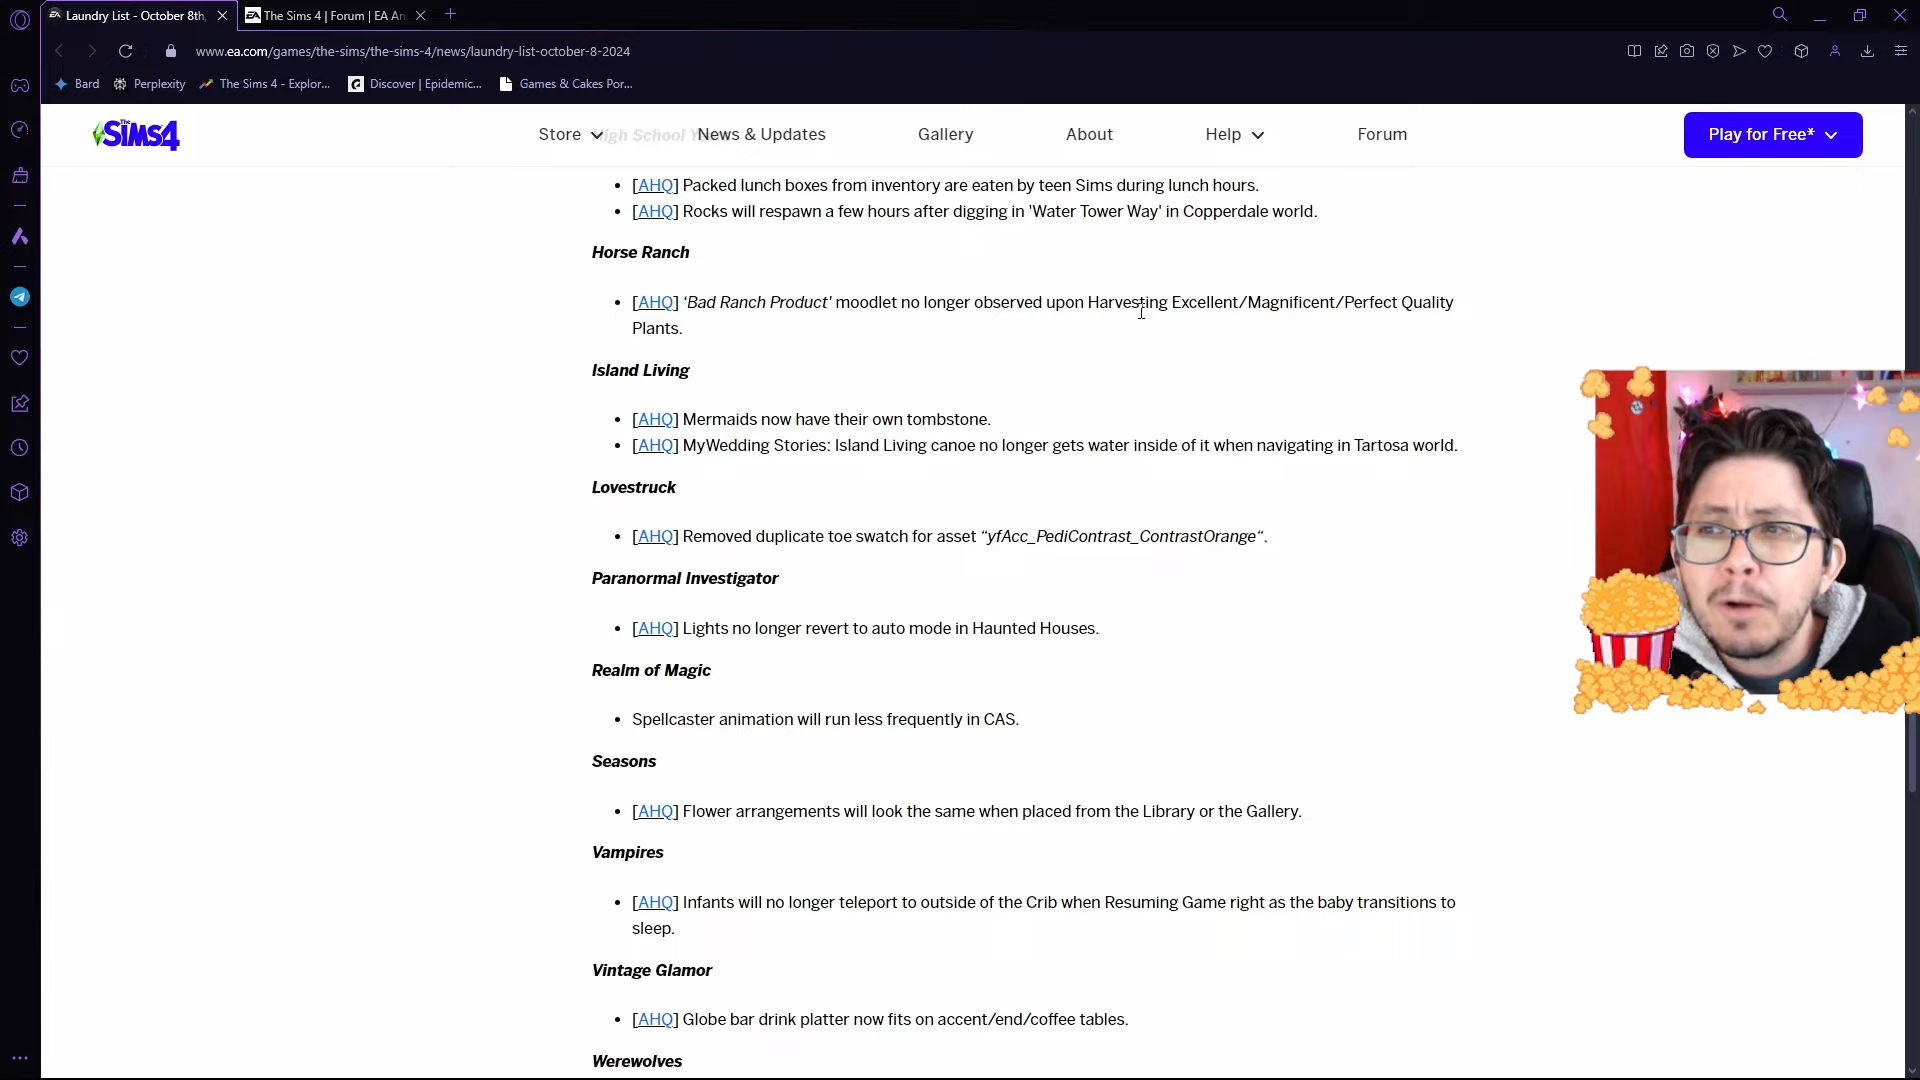 Laundry List - October 8th,
The Sims 4 | Forum | EA An
www.ea.com/games/the-sims/the-sims-4/news/laundry-list-october-8-2024
Bard
Perplexity
The Sims 4 - Explor...
Discover | Epidemic...
Games & Cakes Por...
The Sims 4
Store
High School Years
News & Updates
Gallery
About
Help
Forum
Play for Free*
• [AHQ] Packed lunch boxes from inventory are eaten by teen Sims during lunch hours.
• [AHQ] Rocks will respawn a few hours after digging in 'Water Tower Way' in Copperdale world.
Horse Ranch
• [AHQ] ‘Bad Ranch Product' moodlet no longer observed upon Harvesting Excellent/Magnificent/Perfect Quality
Plants.
Island Living
• [AHQ] Mermaids now have their own tombstone.
• [AHQ] MyWedding Stories: Island Living canoe no longer gets water inside of it when navigating in Tartosa world.
Lovestruck
• [AHQ] Removed duplicate toe swatch for asset “yfAcc_PediContrast_ContrastOrange“.
Paranormal Investigator
• [AHQ] Lights no longer revert to auto mode in Haunted Houses.
Realm of Magic
• Spellcaster animation will run less frequently in CAS.
Seasons
• [AHQ] Flower arrangements will look the same when placed from the Library or the Gallery.
Vampires
• [AHQ] Infants will no longer teleport to outside of the Crib when Resuming Game right as the baby transitions to
sleep.
Vintage Glamor
• [AHQ] Globe bar drink platter now fits on accent/end/coffee tables.
Werewolves